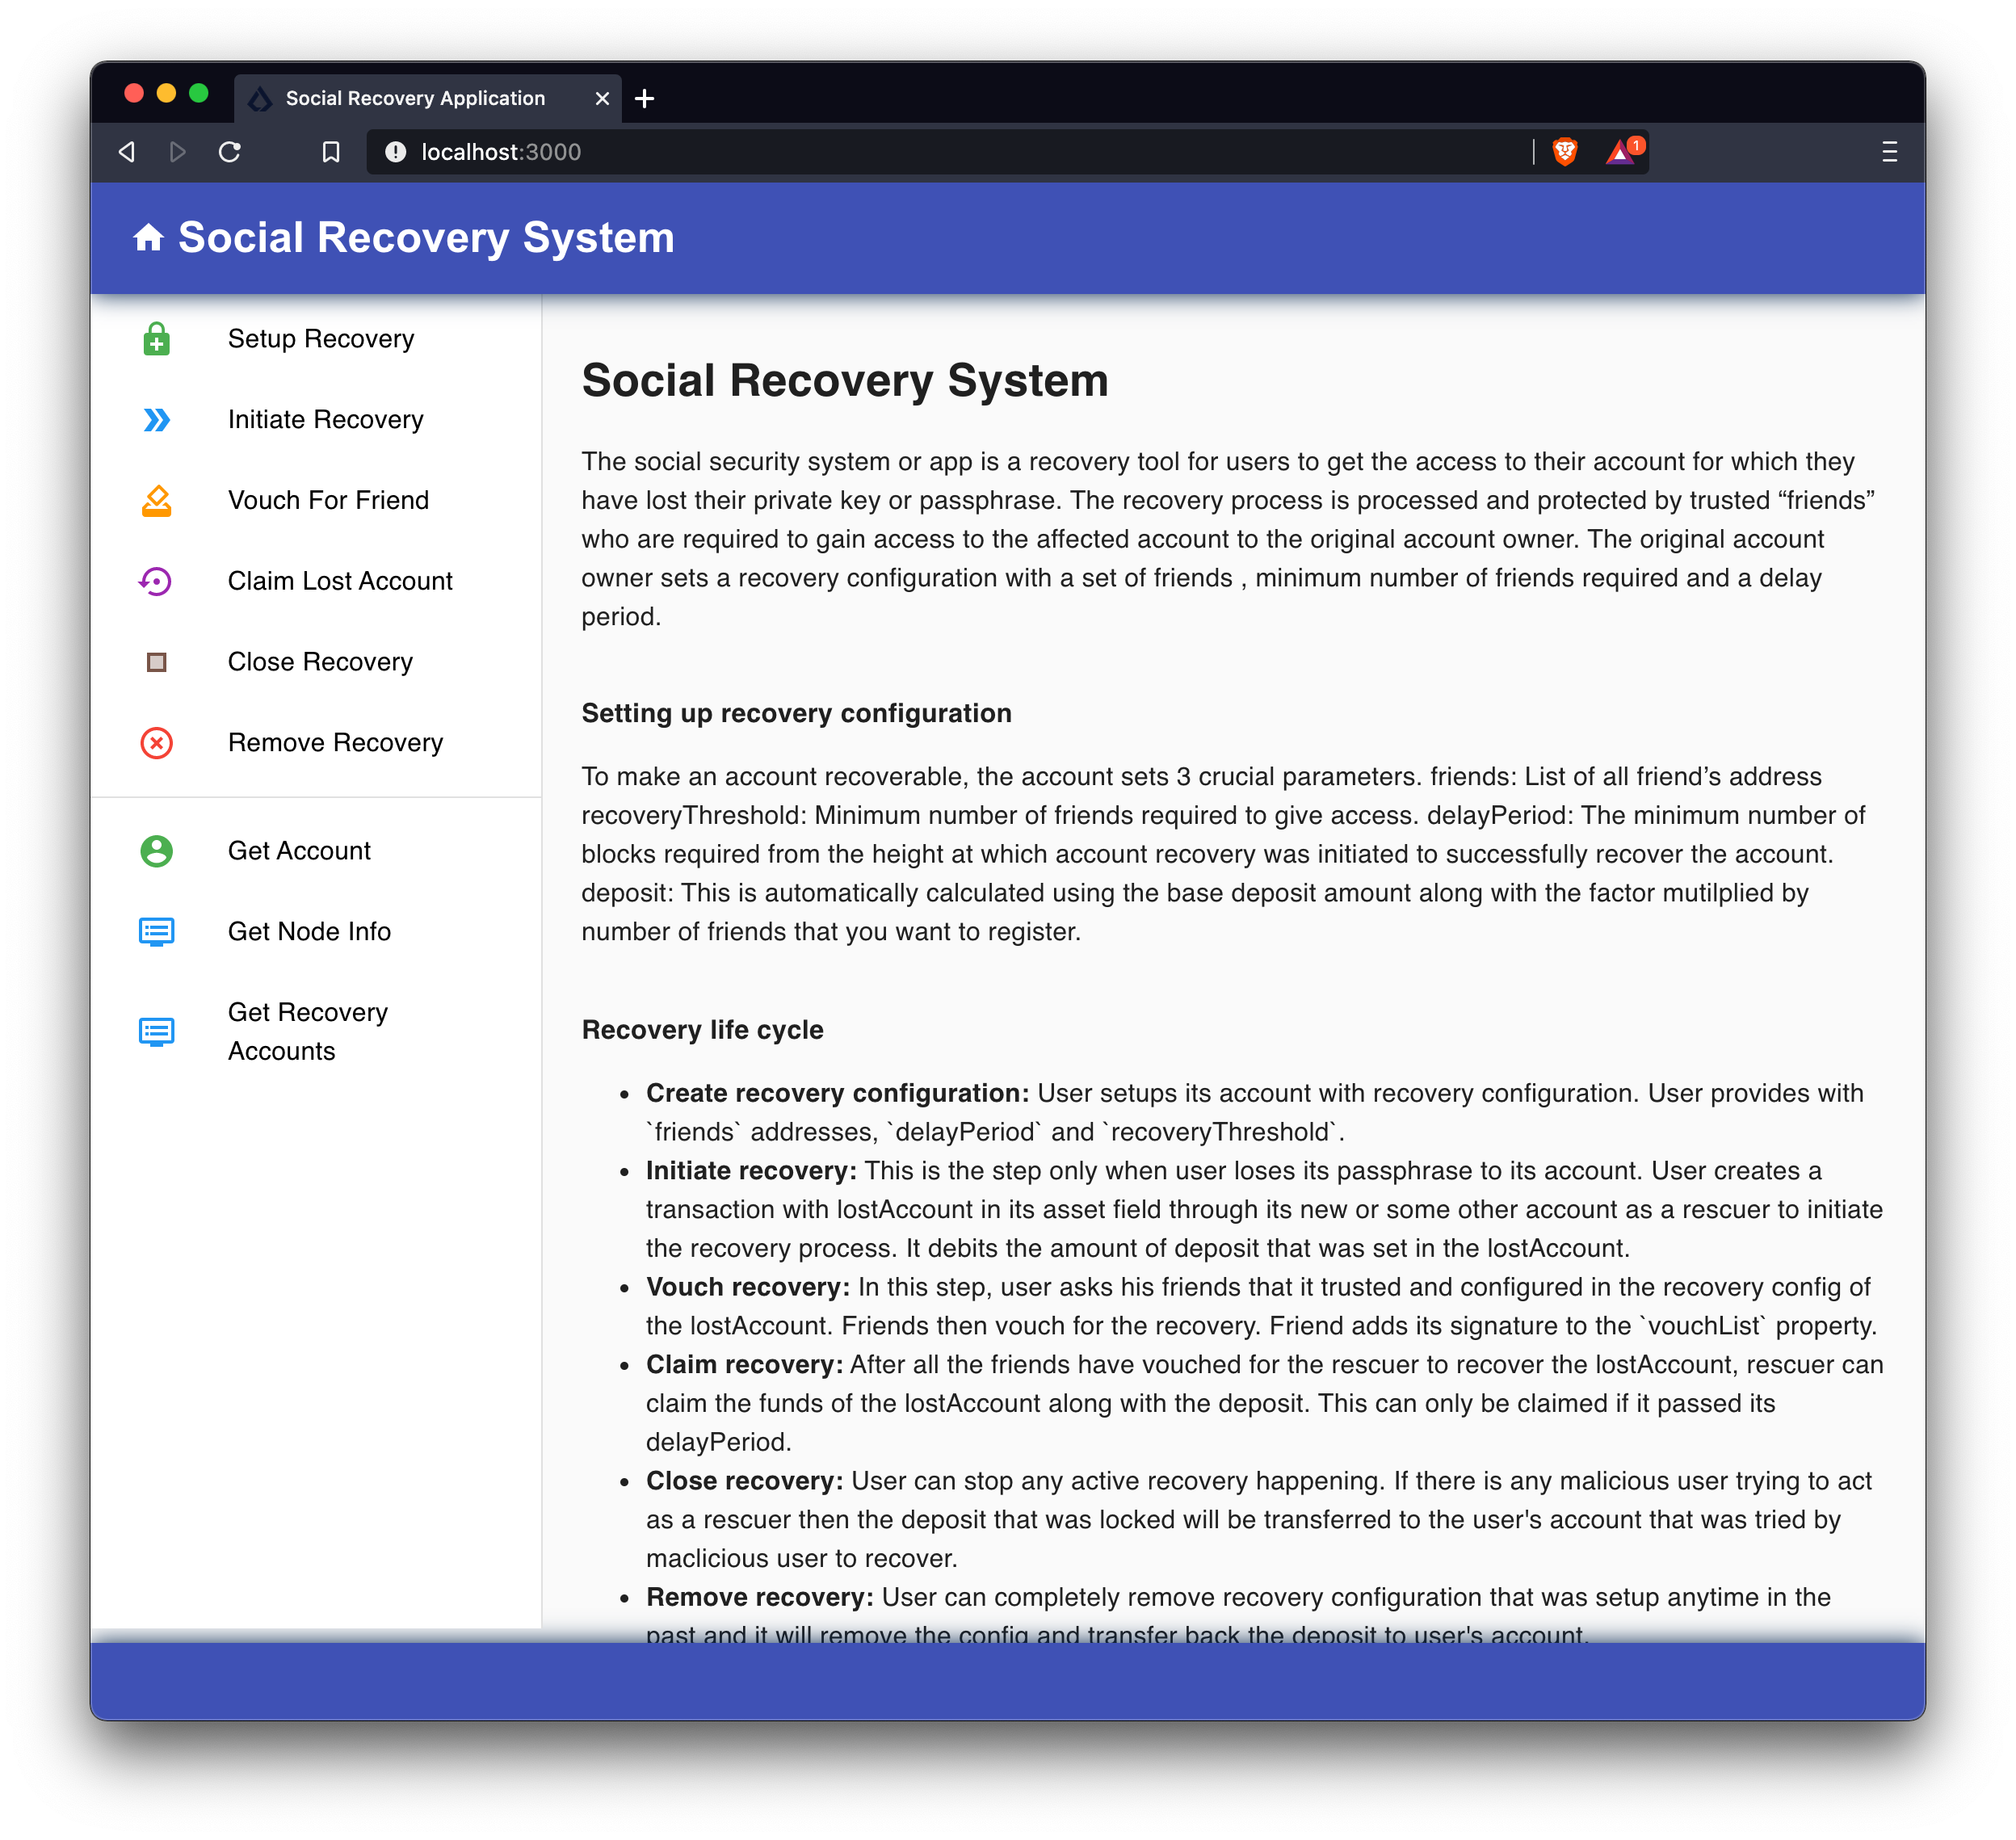 Social Recovery Application
localhost:3000
1
Social Recovery System
Setup Recovery
Initiate Recovery
Vouch For Friend
Claim Lost Account
Close Recovery
Remove Recovery
Get Account
Get Node Info
Get Recovery
Accounts
Social Recovery System
The social security system or app is a recovery tool for users to get the access to their account for which they
have lost their private key or passphrase. The recovery process is processed and protected by trusted “friends”
who are required to gain access to the affected account to the original account owner. The original account
owner sets a recovery configuration with a set of friends , minimum number of friends required and a delay
period.
Setting up recovery configuration
To make an account recoverable, the account sets 3 crucial parameters. friends: List of all friend’s address
recoveryThreshold: Minimum number of friends required to give access. delayPeriod: The minimum number of
blocks required from the height at which account recovery was initiated to successfully recover the account.
deposit: This is automatically calculated using the base deposit amount along with the factor mutilplied by
number of friends that you want to register.
Recovery life cycle
• Create recovery configuration: User setups its account with recovery configuration. User provides with
`friends` addresses, `delayPeriod` and `recoveryThreshold`.
• Initiate recovery: This is the step only when user loses its passphrase to its account. User creates a
transaction with lostAccount in its asset field through its new or some other account as a rescuer to initiate
the recovery process. It debits the amount of deposit that was set in the lostAccount.
• Vouch recovery: In this step, user asks his friends that it trusted and configured in the recovery config of
the lostAccount. Friends then vouch for the recovery. Friend adds its signature to the `vouchList` property.
• Claim recovery: After all the friends have vouched for the rescuer to recover the lostAccount, rescuer can
claim the funds of the lostAccount along with the deposit. This can only be claimed if it passed its
delayPeriod.
• Close recovery: User can stop any active recovery happening. If there is any malicious user trying to act
as a rescuer then the deposit that was locked will be transferred to the user's account that was tried by
maclicious user to recover.
• Remove recovery: User can completely remove recovery configuration that was setup anytime in the
past and it will remove the config and transfer back the deposit to user's account.